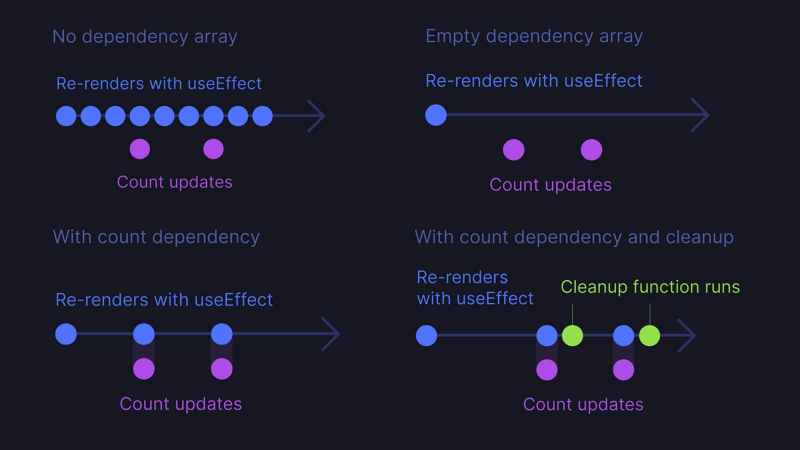 No dependency array
Re-renders with useEffect
Count updates
Empty dependency array
Re-renders with useEffect
Count updates
With count dependency
Re-renders with useEffect
Count updates
With count dependency and cleanup
Re-renders
with useEffect
Cleanup function runs
Count updates